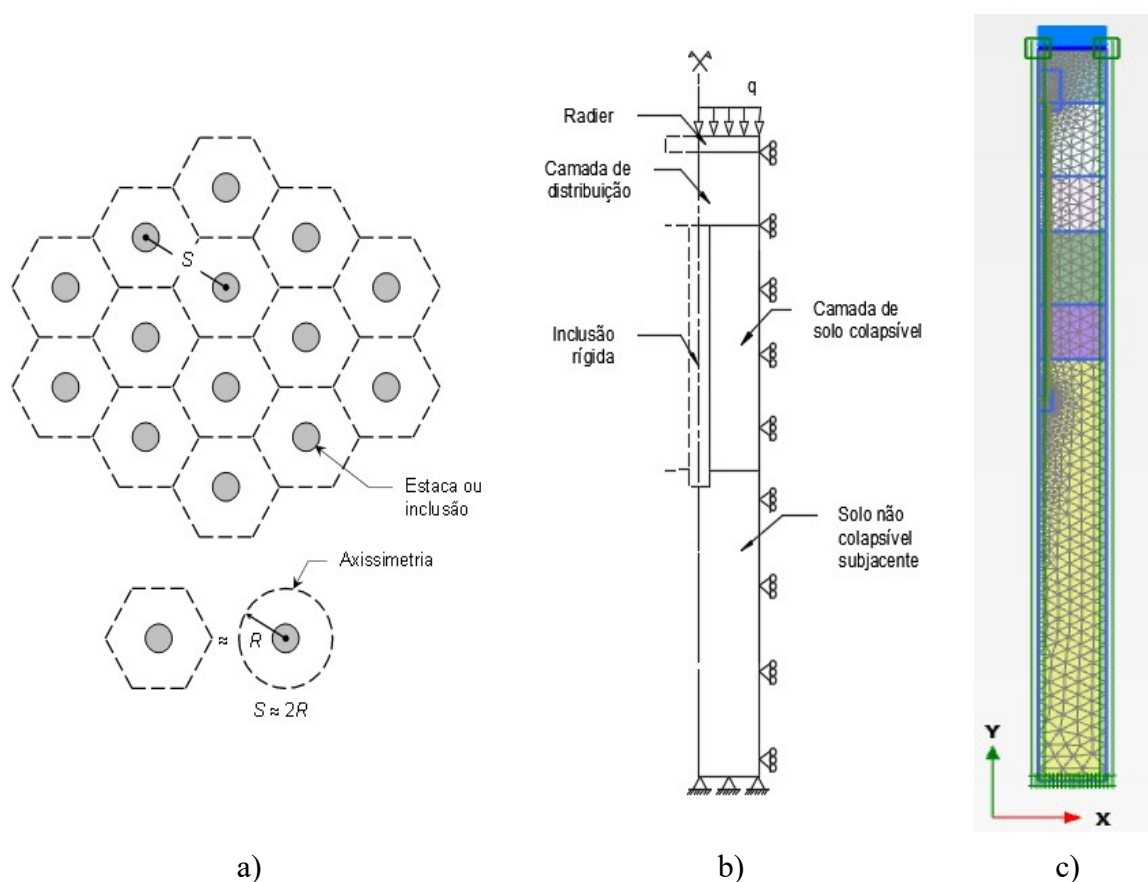 S
Estaca ou
inclusão
Axissimetria
≈
R
S ≈ 2R
a)
q
Radier
Camada de
distribuição
Inclusão
rígida
Camada de
solo colapsível
Solo não
colapsível
subjacente
b)
Y
X
c)